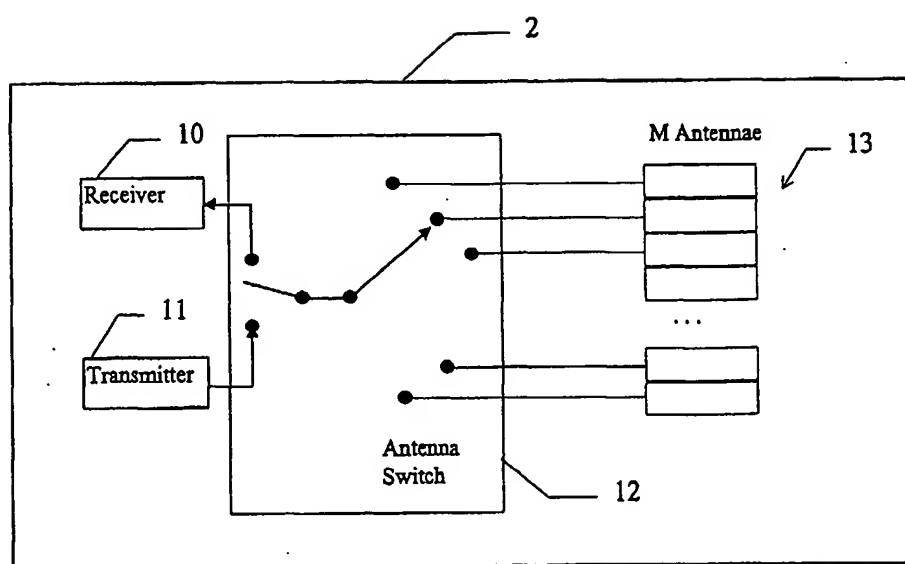 2
10
Receiver
M Antennae
13
11
Transmitter
...
Antenna
Switch
12